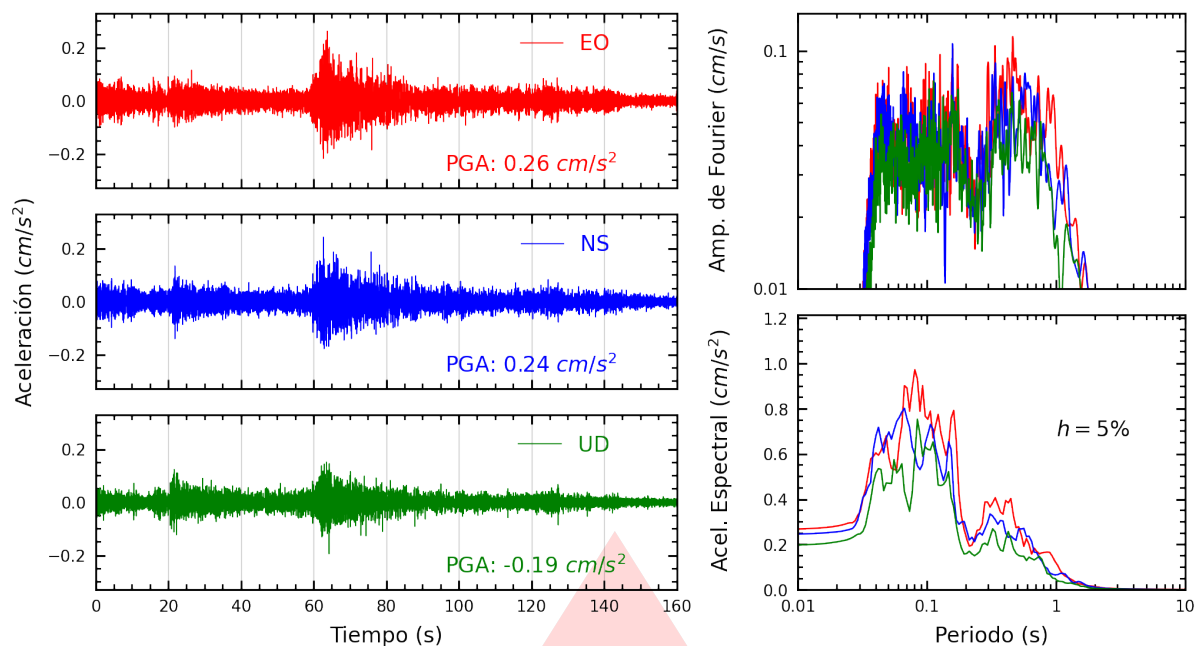 Aceleración (cm/s²)
0.2
0.0
−0.2
EO
PGA: 0.26 cm/s²
0.2
0.0
−0.2
NS
PGA: 0.24 cm/s²
0.2
0.0
−0.2
UD
PGA: -0.19 cm/s²
0 20 40 60 80 100 120 140 160
Tiempo (s)
Amp. de Fourier (cm/s)
0.1
0.01
Acel. Espectral (cm/s²)
1.2
1.0
0.8
0.6
0.4
0.2
0.0
h = 5%
0.01 0.1 1 10
Periodo (s)